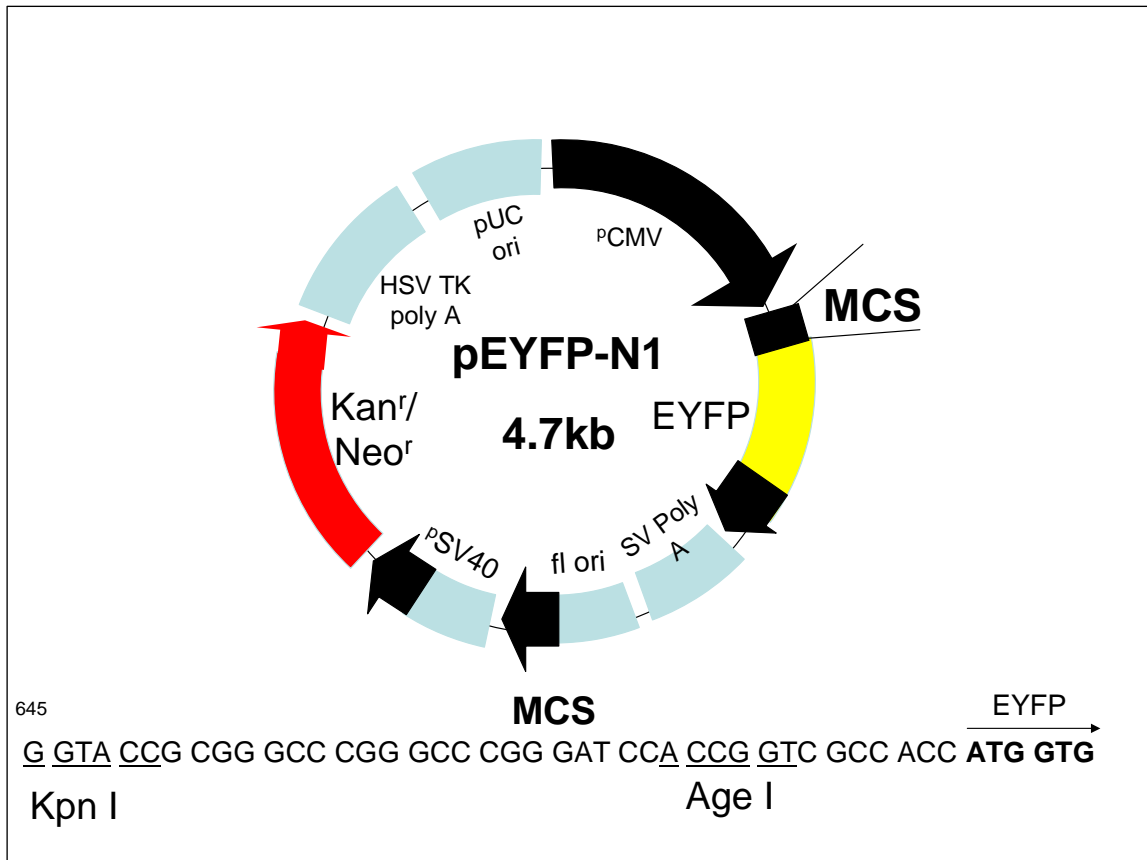 pUC
ori
pCMV
HSV TK
poly A
MCS
pEYFP-N1
4.7kb
EYFP
Kanr/
Neor
SV Poly
A
fl ori
pSV40
645
MCS
EYFP
G GTA CCG CGG GCC CGG GCC CGG GAT CCA CCG GTC GCC ACC ATG GTG
Kpn I
Age I